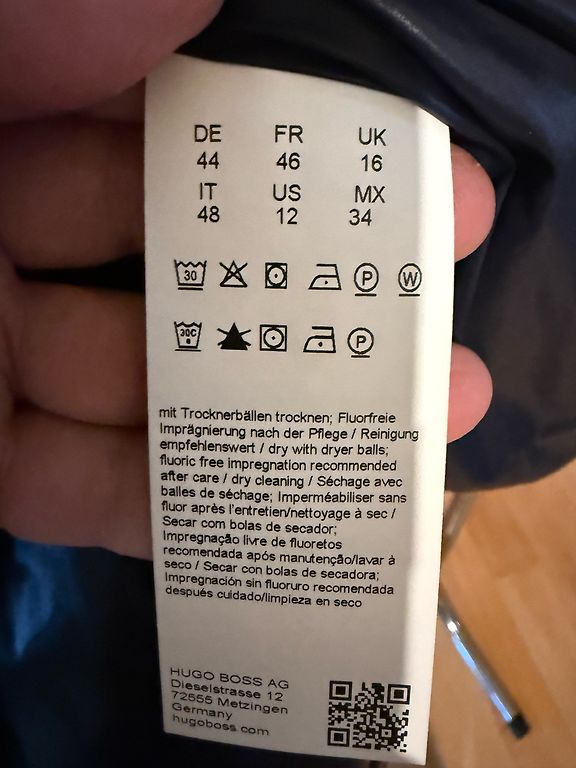 DE FR UK
44 46 16
IT US MX
48 12 34
30 P W
30C P
mit Trocknerbällen trocknen; Fluorfreie
Imprägnierung nach der Pflege / Reinigung
empfehlenswert / dry with dryer balls;
fluoric free impregnation recommended
after care / dry cleaning / Séchage avec
balles de séchage; Imperméabiliser sans
fluor après l'entretien/nettoyage à sec /
Secar com bolas de secador;
Impregnação livre de fluoretos
recomendada após manutenção/lavar à
seco / Secar con bolas de secadora;
Impregnación sin fluoruro recomendada
después cuidado/limpieza en seco
HUGO BOSS AG
Dieselstrasse 12
72555 Metzingen
Germany
hugoboss.com